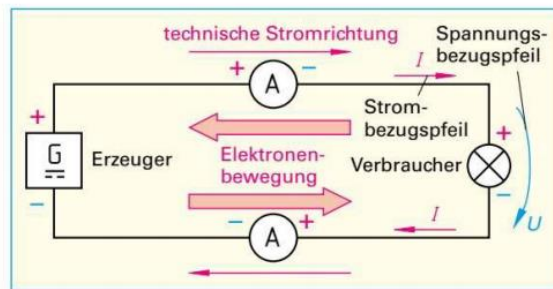 technische Stromrichtung
Spannungs-
bezugspfeil
+ A −
I
Strom-
bezugspfeil
+
G
Erzeuger
−
Elektronen-
bewegung
Verbraucher
+
−
U
− A +
I